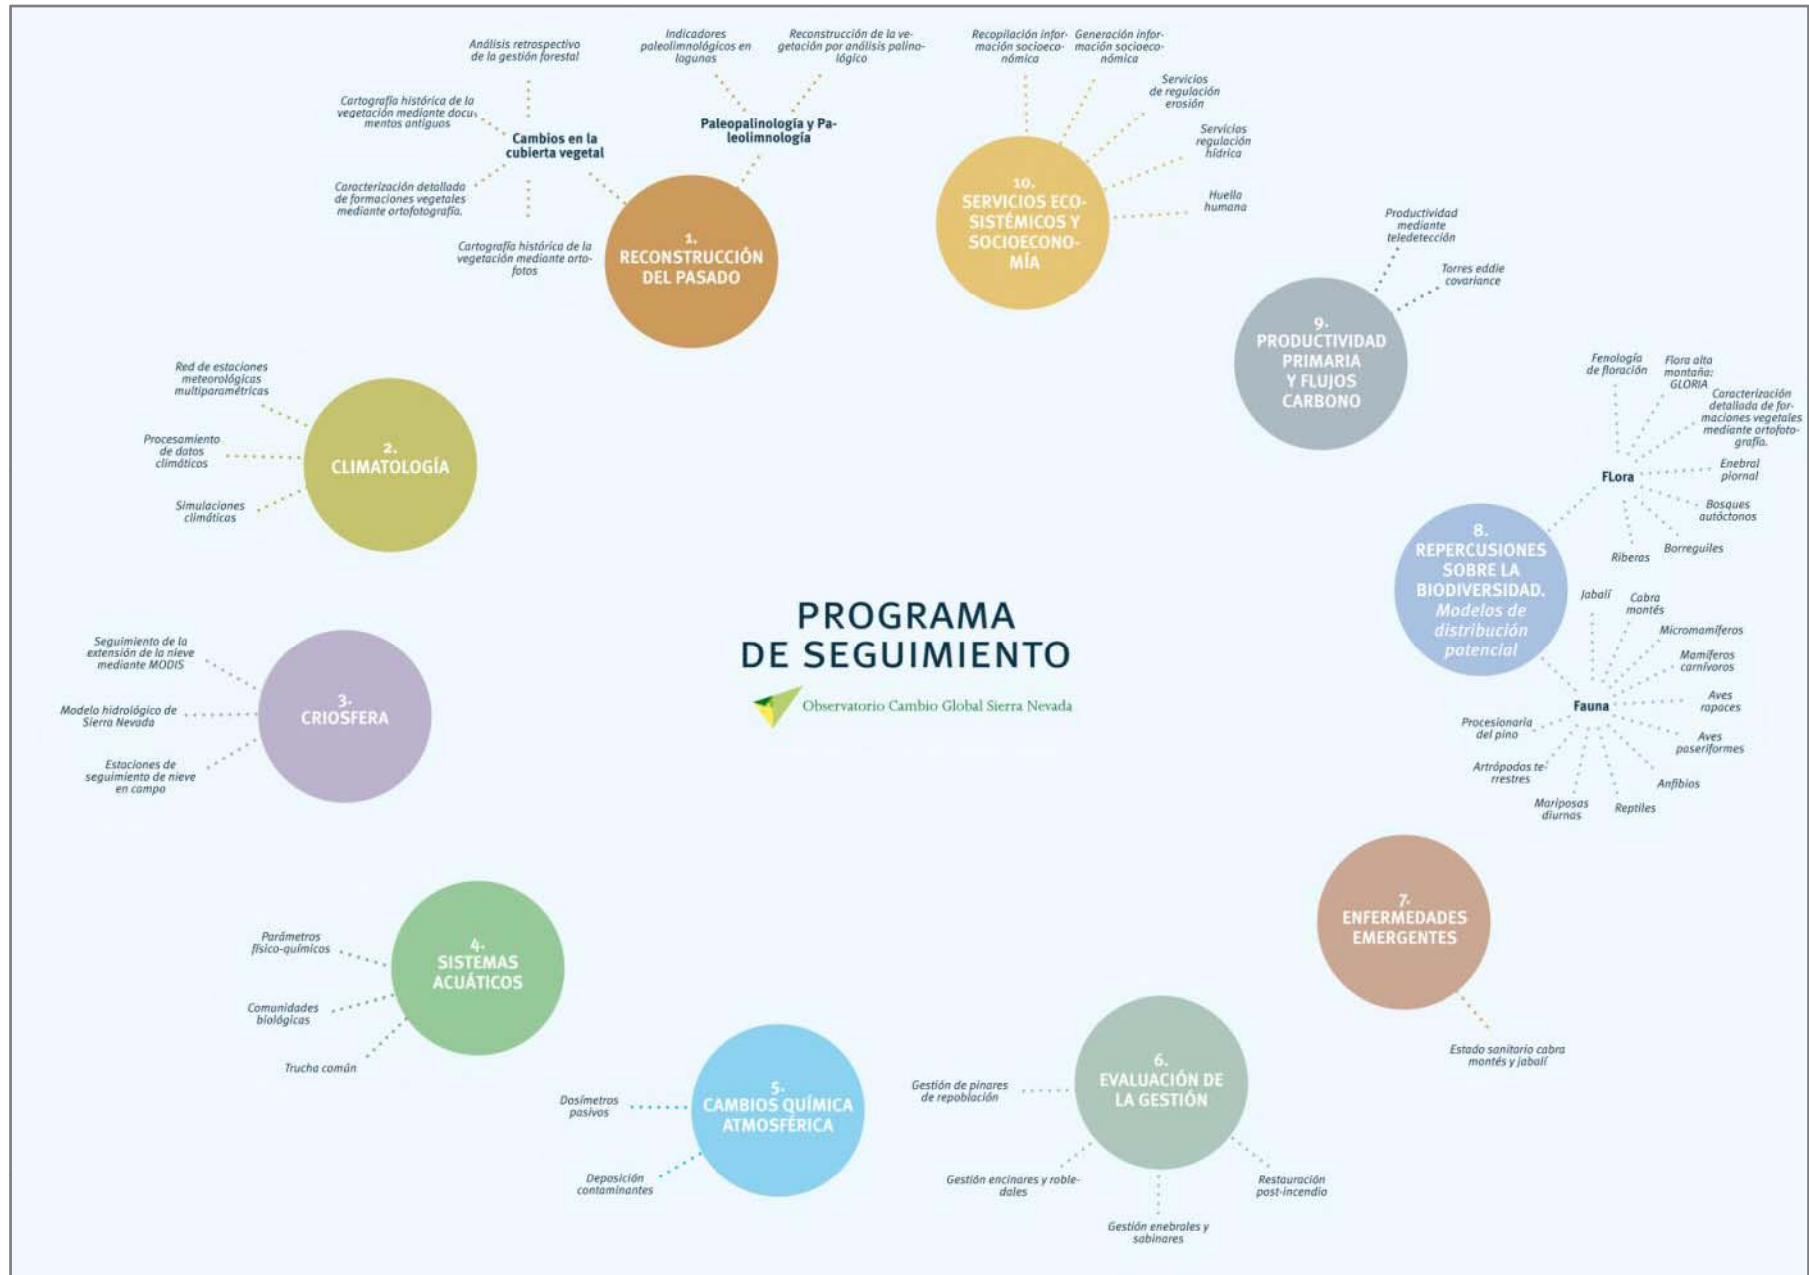 PROGRAMA
DE SEGUIMIENTO
Observatorio Cambio Global Sierra Nevada
1.
RECONSTRUCCIÓN
DEL PASADO
Cambios en la
cubierta vegetal
Análisis retrospectivo
de la gestión forestal
Cartografía histórica de la
vegetación mediante docu-
mentos antiguos
Caracterización detallada
de formaciones vegetales
mediante ortofotografía.
Cartografía histórica de la
vegetación mediante orto-
fotos
Paleopalinología y Pa-
leolimnología
Indicadores
paleolimnológicos en
lagunas
Reconstrucción de la ve-
getación por análisis palino-
lógico
2.
CLIMATOLOGÍA
Red de estaciones
meteorológicas
multiparamétricas
Procesamiento
de datos
climáticos
Simulaciones
climáticas
3.
CRIOSFERA
Seguimiento de la
extensión de la nieve
mediante MODIS
Modelo hidrológico de
Sierra Nevada
Estaciones de
seguimiento de nieve
en campo
4.
SISTEMAS
ACUÁTICOS
Parámetros
físico-químicos
Comunidades
biológicas
Trucha común
5.
CAMBIOS QUÍMICA
ATMOSFÉRICA
Dosímetros
pasivos
Deposición
contaminantes
6.
EVALUACIÓN DE
LA GESTIÓN
Gestión de pinares
de repoblación
Gestión encinares y roble-
dales
Gestión enebrales y
sabinares
Restauración
post-incendio
7.
ENFERMEDADES
EMERGENTES
Estado sanitario cabra
montés y jabalí
8.
REPERCUSIONES
SOBRE LA
BIODIVERSIDAD.
Modelos de
distribución
potencial
FLora
Fenología
de floración
Flora alta
montaña:
GLORIA
Caracterización
detallada de for-
maciones vegetales
mediante ortofoto-
grafía.
Enebral
piornal
Bosques
autóctonos
Borreguiles
Riberas
Fauna
Jabalí
Cabra
montés
Micromamíferos
Mamíferos
carnívoros
Aves
rapaces
Aves
paseriformes
Anfibios
Reptiles
Mariposas
diurnas
Artrópodos te-
rrestres
Procesionaria
del pino
9.
PRODUCTIVIDAD
PRIMARIA
Y FLUJOS
CARBONO
Productividad
mediante
teledetección
Torres eddie
covariance
10.
SERVICIOS ECO-
SISTÉMICOS Y
SOCIOECONO-
MÍA
Recopilación infor-
mación socioeco-
nómica
Generación infor-
mación socioeco-
nómica
Servicios
de regulación
erosión
Servicios
regulación
hídrica
Huella
humana